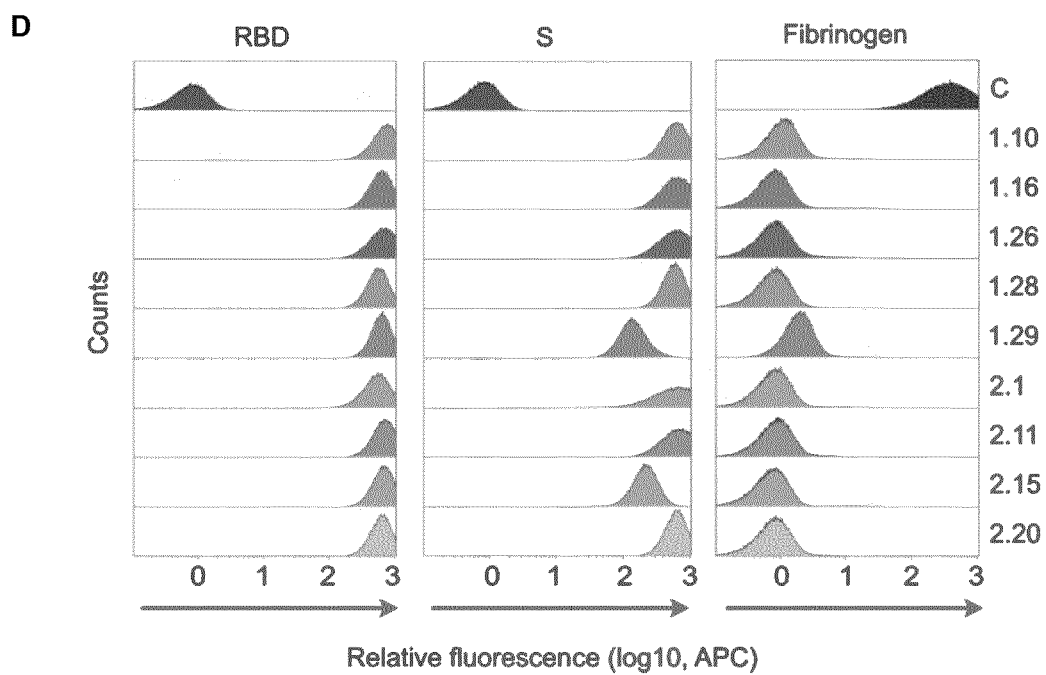 D
RBD S Fibrinogen
C
1.10
1.16
1.26
1.28
1.29
2.1
2.11
2.15
2.20
Counts
0 1 2 3 0 1 2 3 0 1 2 3
Relative fluorescence (log10, APC)